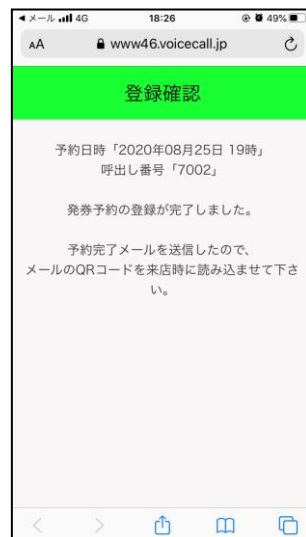 メール 4G 18:26 49%
AA www46.voicecall.jp
登録確認
予約日時「2020年08月25日 19時」
呼出し番号「7002」
発券予約の登録が完了しました。
予約完了メールを送信したので、
メールのQRコードを来店時に読み込ませて下さ
い。